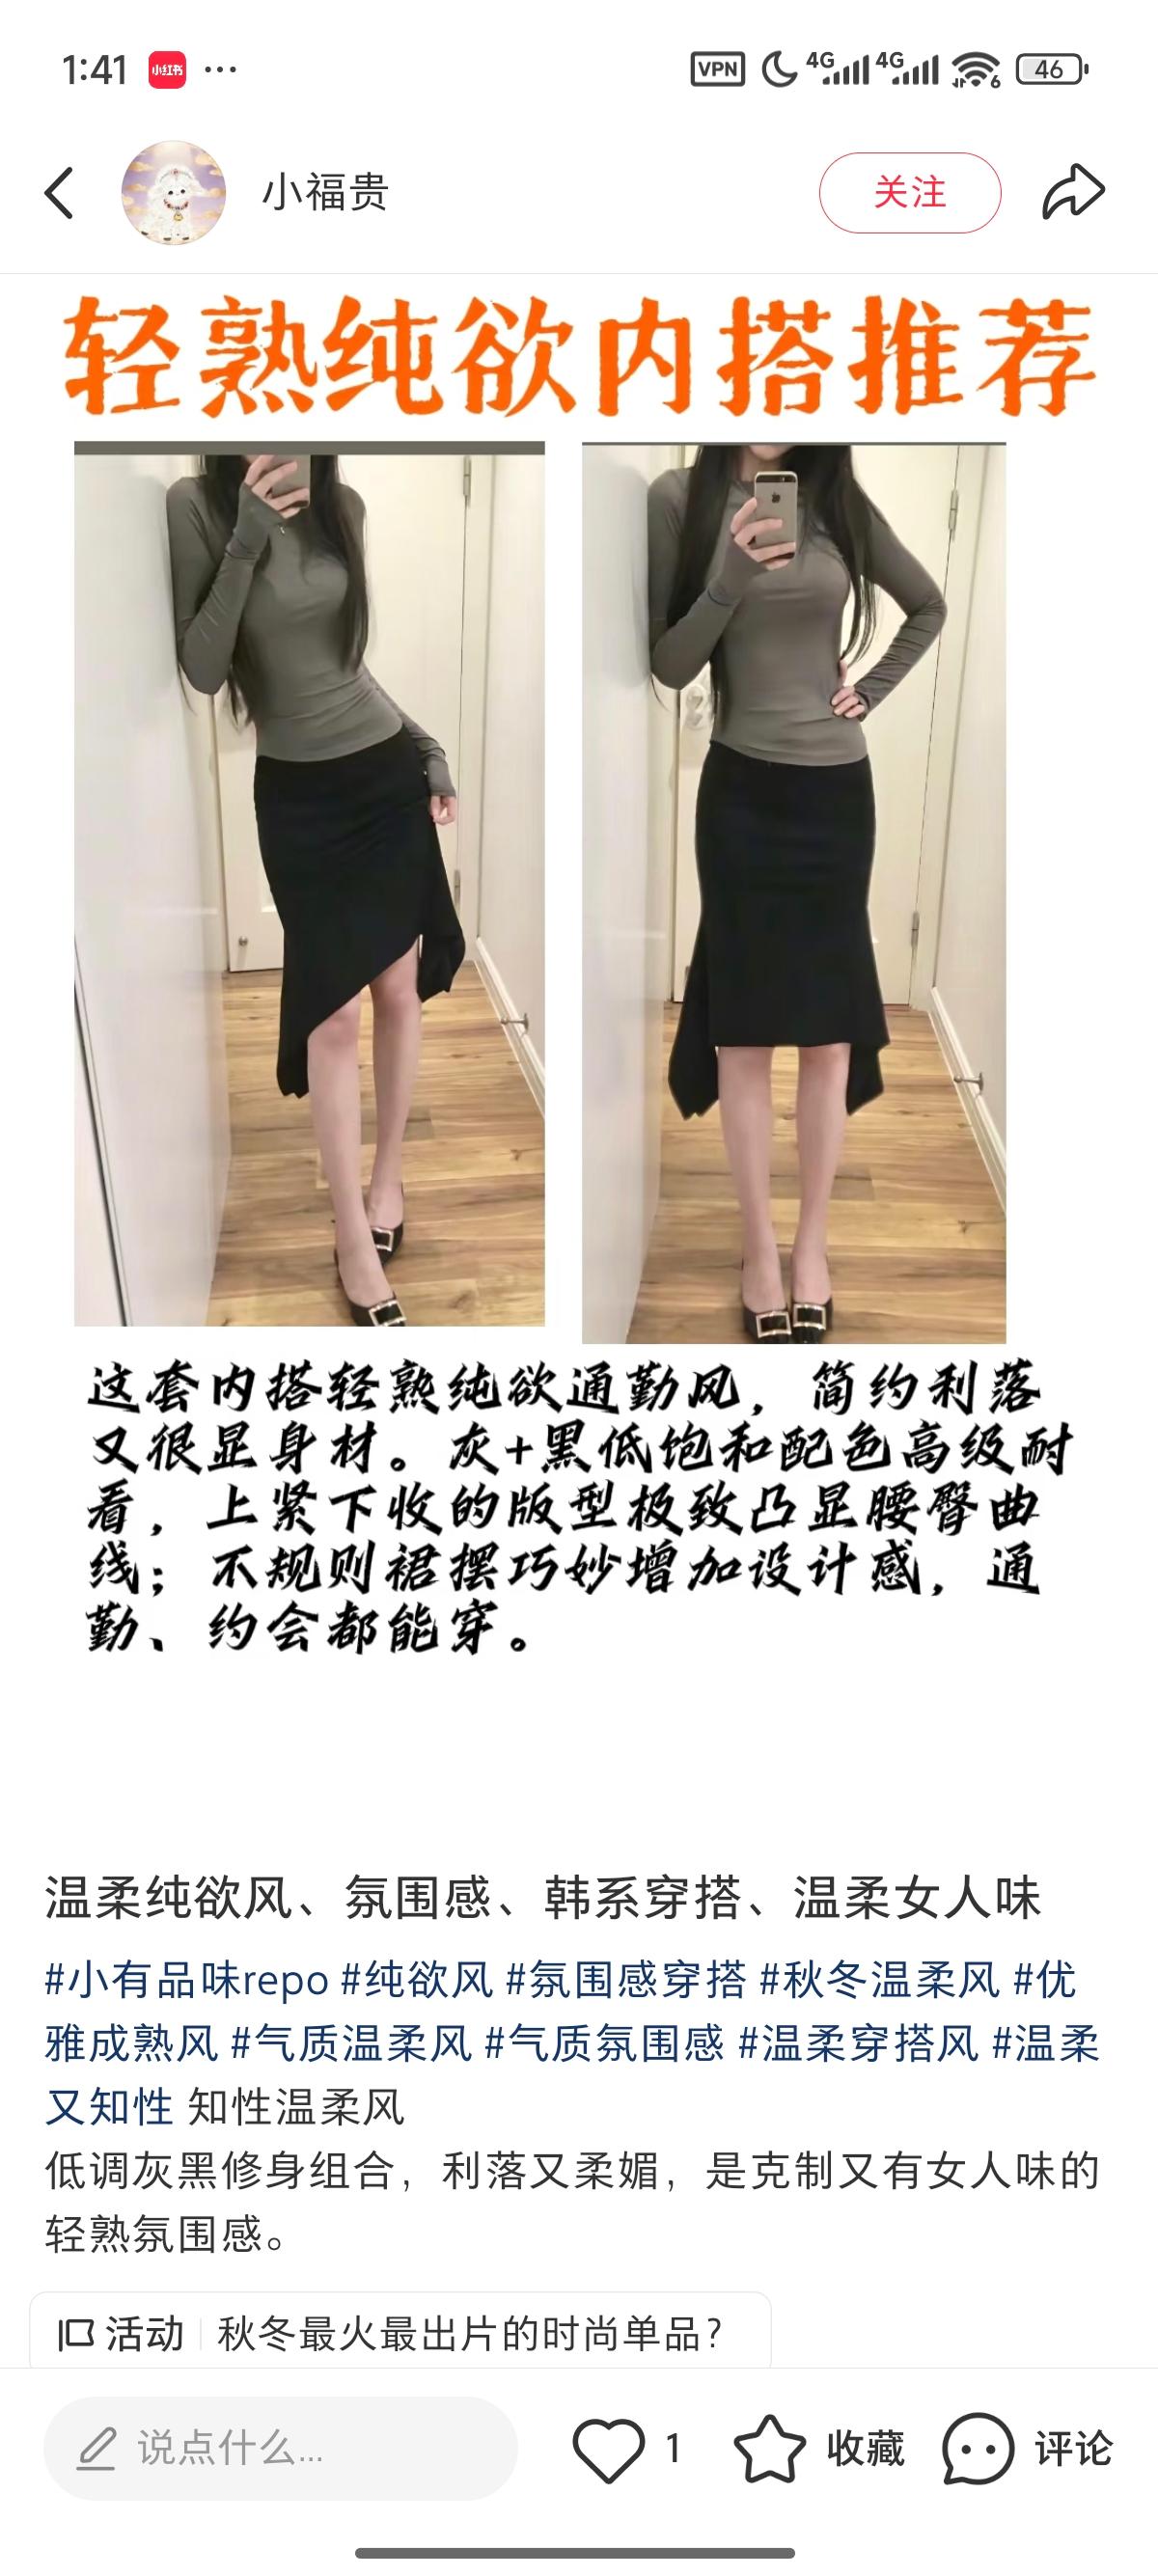 1:41 小红书 ...
VPN 4G 4G 6 46
小福贵
关注
轻熟纯欲内搭推荐
这套内搭轻熟纯欲通勤风，简约利落
又很显身材。灰+黑低饱和配色高级耐
看，上紧下收的版型极致凸显腰臀曲
线；不规则裙摆巧妙增加设计感，通
勤、约会都能穿。
温柔纯欲风、氛围感、韩系穿搭、温柔女人味
#小有品味repo #纯欲风 #氛围感穿搭 #秋冬温柔风 #优
雅成熟风 #气质温柔风 #气质氛围感 #温柔穿搭风 #温柔
又知性 知性温柔风
低调灰黑修身组合，利落又柔媚，是克制又有女人味的
轻熟氛围感。
活动 秋冬最火最出片的时尚单品？
说点什么... 1 收藏 评论